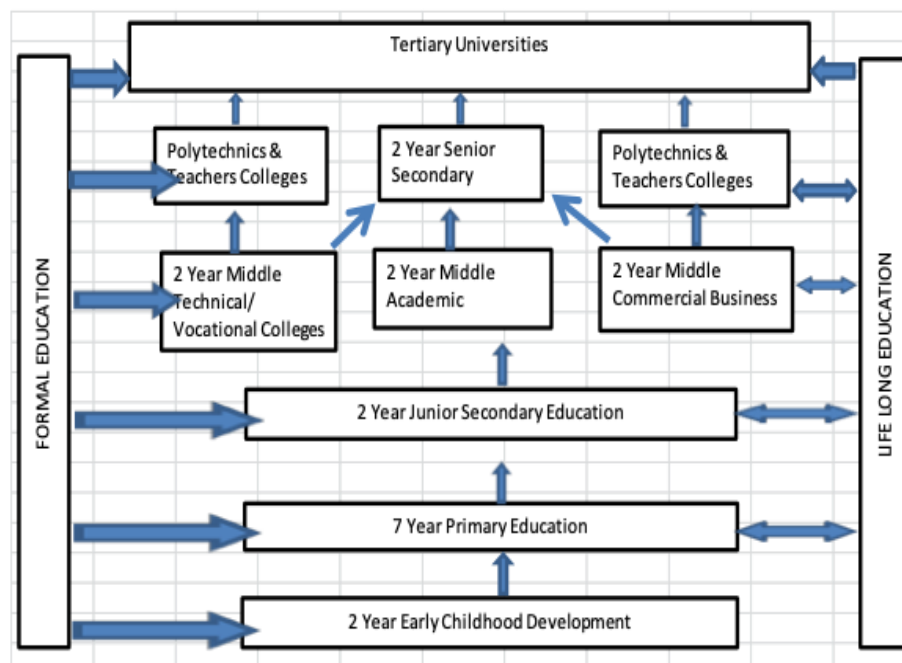 Tertiary Universities
Polytechnics &
Teachers Colleges
2 Year Senior
Secondary
Polytechnics &
Teachers Colleges
2 Year Middle
Technical/
Vocational Colleges
2 Year Middle
Academic
2 Year Middle
Commercial Business
2 Year Junior Secondary Education
7 Year Primary Education
2 Year Early Childhood Development
FORMAL EDUCATION
LIFE LONG EDUCATION